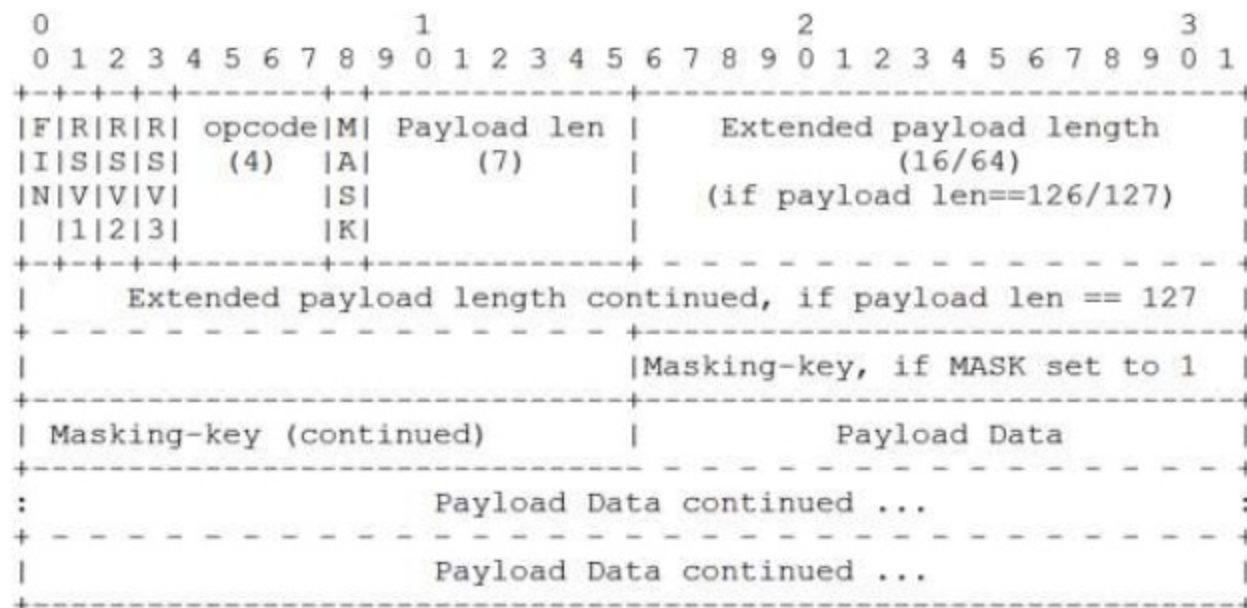 0 1 2 3
0 1 2 3 4 5 6 7 8 9 0 1 2 3 4 5 6 7 8 9 0 1 2 3 4 5 6 7 8 9 0 1
+-+-+-+-+-------+-+-------------+-------------------------------+
|F|R|R|R| opcode|M| Payload len | Extended payload length |
|I|S|S|S| (4) |A| (7) | (16/64) |
|N|V|V|V| |S| | (if payload len==126/127) |
| |1|2|3| |K| | |
+-+-+-+-+-------+-+-------------+ - - - - - - - - - - - - - - - +
| Extended payload length continued, if payload len == 127 |
+ - - - - - - - - - - - - - - - +-------------------------------+
| |Masking-key, if MASK set to 1 |
+-------------------------------+-------------------------------+
| Masking-key (continued) | Payload Data |
+-------------------------------- - - - - - - - - - - - - - - - +
: Payload Data continued ... :
+ - - - - - - - - - - - - - - - - - - - - - - - - - - - - - - - +
| Payload Data continued ... |
+---------------------------------------------------------------+